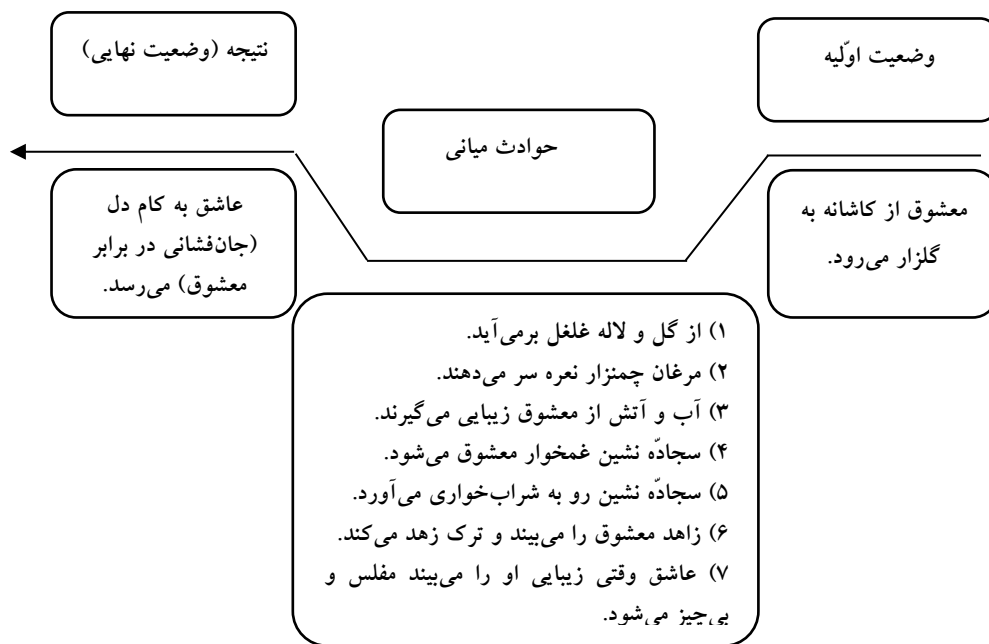 وضعیت اوّلیه
نتیجه (وضعیت نهایی)
حوادث میانی
معشوق از کاشانه به
گلزار می‌رود.
عاشق به کام دل
(جان‌فشانی در برابر
معشوق) می‌رسد.
۱) از گل و لاله غلغل برمی‌آید.
۲) مرغان چمنزار نعره سر می‌دهند.
۳) آب و آتش از معشوق زیبایی می‌گیرند.
۴) سجادّه نشین غمخوار معشوق می‌شود.
۵) سجادّه نشین رو به شراب‌خواری می‌آورد.
۶) زاهد معشوق را می‌بیند و ترک زهد می‌کند.
۷) عاشق وقتی زیبایی او را می‌بیند مفلس و
بی‌چیز می‌شود.